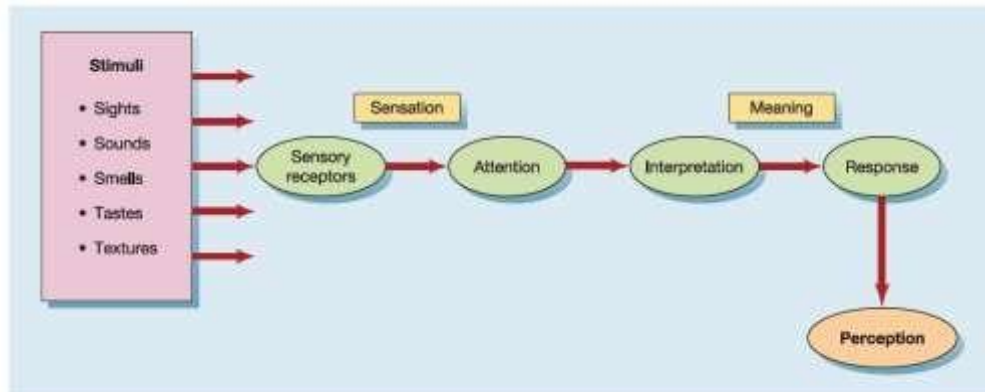 Stimuli
• Sights
• Sounds
• Smells
• Tastes
• Textures
Sensation
Meaning
Sensory
receptors
Attention
Interpretation
Response
Perception